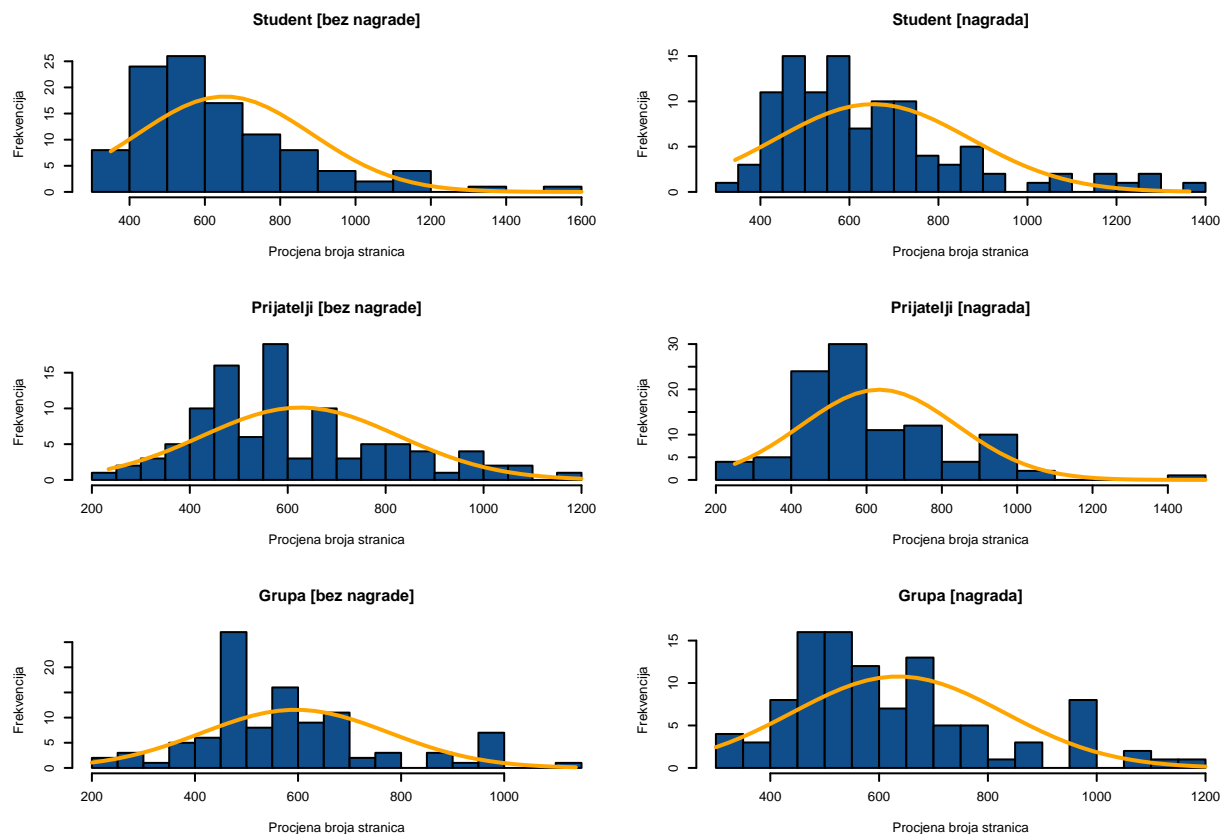 Student [bez nagrade]
Frekvencija
0 5 10 15 20 25
400 600 800 1000 1200 1400 1600
Procjena broja stranica
Student [nagrada]
Frekvencija
0 5 10 15
400 600 800 1000 1200 1400
Procjena broja stranica
Prijatelji [bez nagrade]
Frekvencija
0 5 10 15
200 400 600 800 1000 1200
Procjena broja stranica
Prijatelji [nagrada]
Frekvencija
0 5 10 20 30
200 400 600 800 1000 1200 1400
Procjena broja stranica
Grupa [bez nagrade]
Frekvencija
0 5 10 20
200 400 600 800 1000
Procjena broja stranica
Grupa [nagrada]
Frekvencija
0 5 10 15
400 600 800 1000 1200
Procjena broja stranica